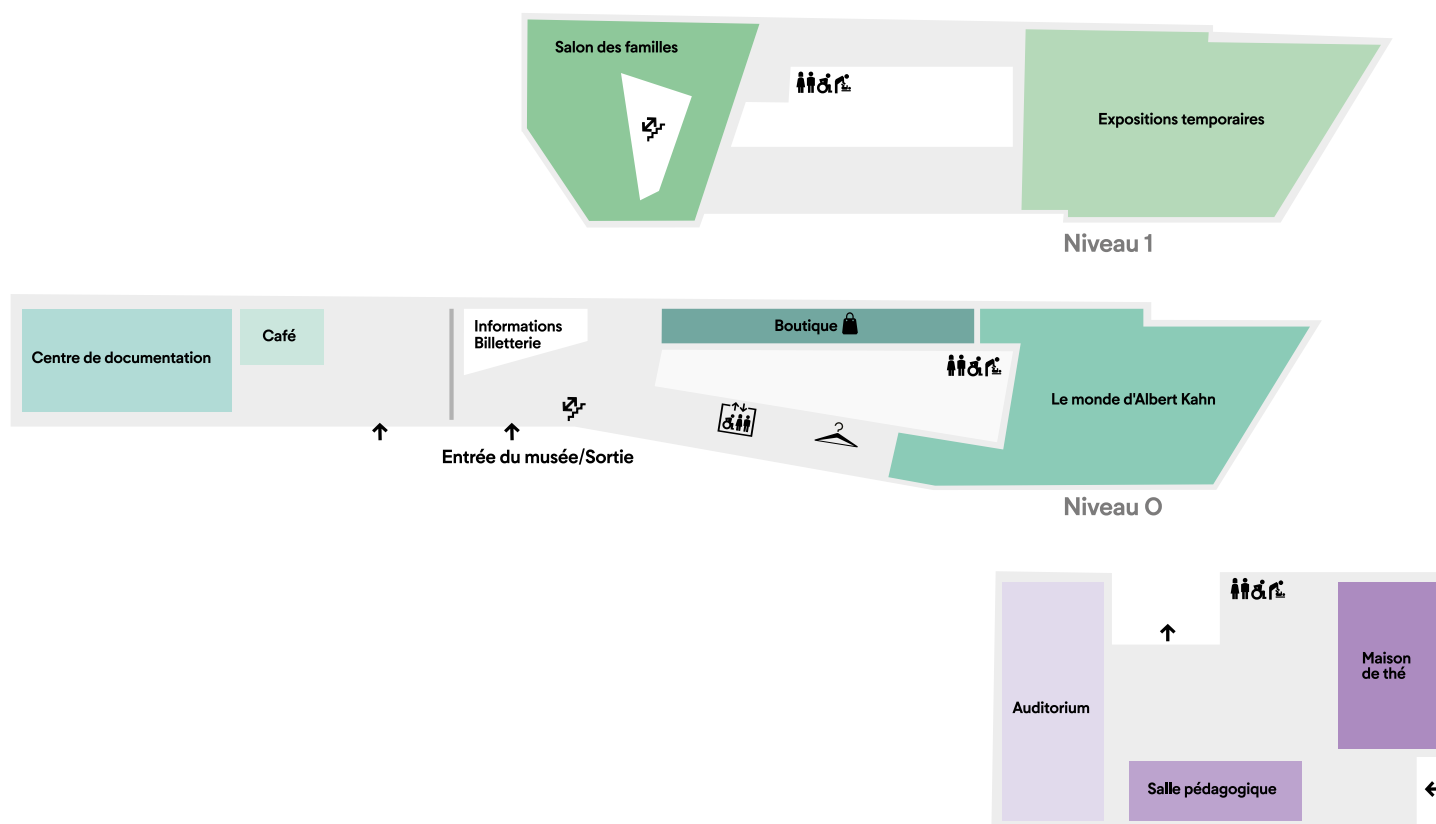 Salon des familles
Expositions temporaires
Niveau 1
Centre de documentation
Café
Informations
Billetterie
Boutique
Le monde d'Albert Kahn
Entrée du musée/Sortie
Niveau 0
Auditorium
Maison
de thé
Salle pédagogique